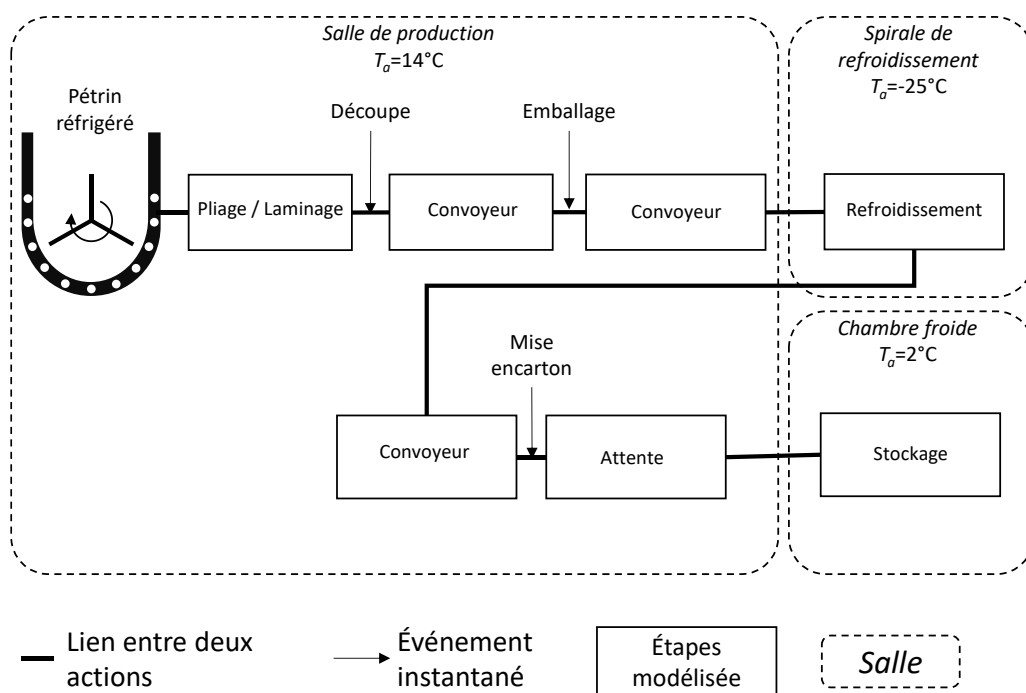 Salle de production
Tₐ=14°C
Spirale de
refroidissement
Tₐ=-25°C
Pétrin
réfrigéré
Découpe
Emballage
Pliage / Laminage
Convoyeur
Convoyeur
Refroidissement
Chambre froide
Tₐ=2°C
Mise
encarton
Convoyeur
Attente
Stockage
Lien entre deux
actions
Événement
instantané
Étapes
modélisée
Salle